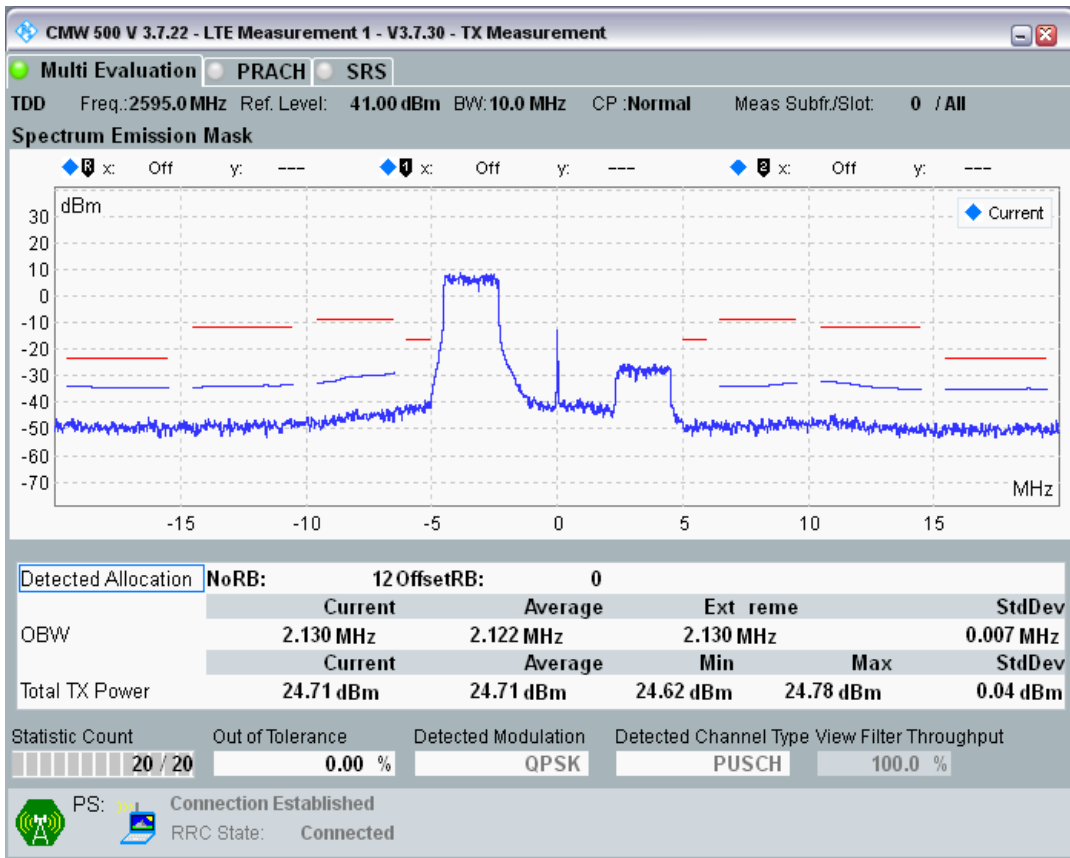 CMW 500 V 3.7.22 - LTE Measurement 1 - V3.7.30 - TX Measurement
Multi Evaluation PRACH SRS
TDD Freq.:2595.0 MHz Ref. Level: 41.00 dBm BW:10.0 MHz CP :Normal Meas Subfr./Slot: 0 / All
Spectrum Emission Mask
R x: Off y: --- 1 x: Off y: --- 2 x: Off y: ---
dBm
Current
30
20
10
0
-10
-20
-30
-40
-50
-60
-70
MHz
-15 -10 -5 0 5 10 15
Detected Allocation NoRB: 12 OffsetRB: 0
Current Average Ext reme StdDev
OBW 2.130 MHz 2.122 MHz 2.130 MHz 0.007 MHz
Current Average Min Max StdDev
Total TX Power 24.71 dBm 24.71 dBm 24.62 dBm 24.78 dBm 0.04 dBm
Statistic Count Out of Tolerance Detected Modulation Detected Channel Type View Filter Throughput
20 / 20 0.00 % QPSK PUSCH 100.0 %
PS: Connection Established
RRC State: Connected